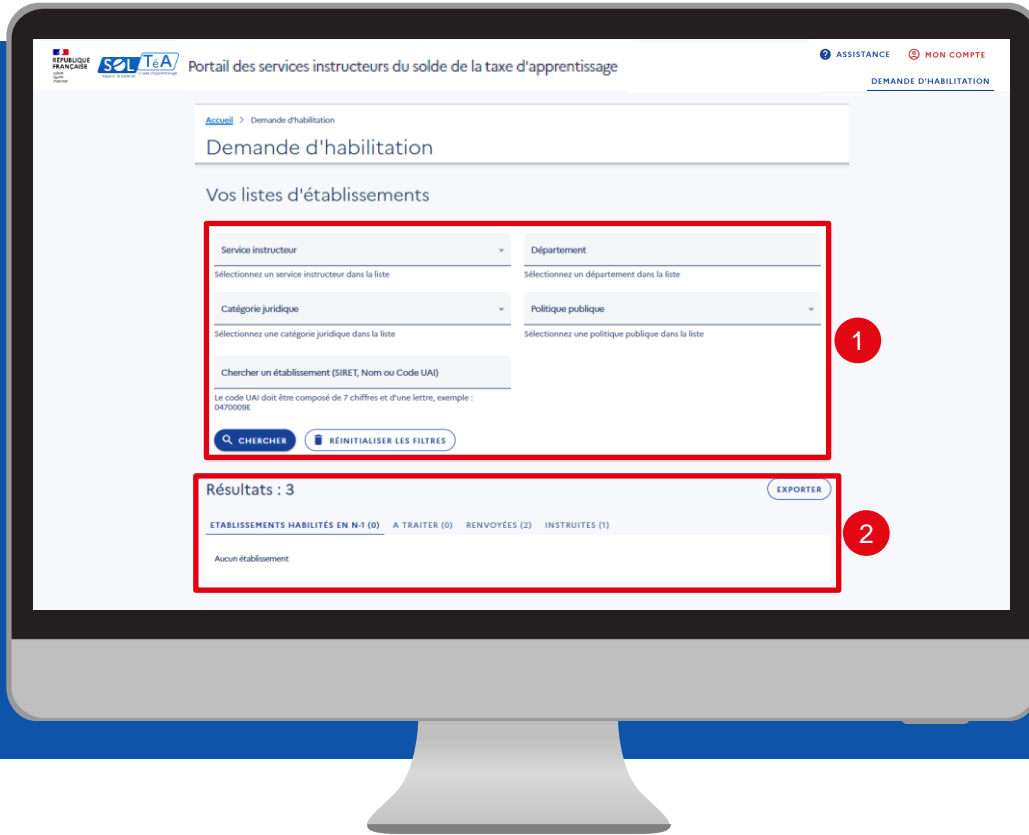 RÉPUBLIQUE
FRANÇAISE
SOLTéA
Portail des services instructeurs du solde de la taxe d'apprentissage
ASSISTANCE
MON COMPTE
DEMANDE D'HABILITATION
Accueil > Demande d'habilitation
Demande d'habilitation
Vos listes d'établissements
Service instructeur
Département
Sélectionnez un service instructeur dans la liste
Sélectionnez un département dans la liste
Catégorie juridique
Politique publique
Sélectionnez une catégorie juridique dans la liste
Sélectionnez une politique publique dans la liste
1
Chercher un établissement (SIRET, Nom ou Code UAI)
Le code UAI doit être composé de 7 chiffres et d'une lettre, exemple :
0470009E
CHERCHER
RÉINITIALISER LES FILTRES
Résultats : 3
EXPORTER
ETABLISSEMENTS HABILITÉS EN N-1 (0) A TRAITER (0) RENVOYÉES (2) INSTRUITES (1)
2
Aucun établissement